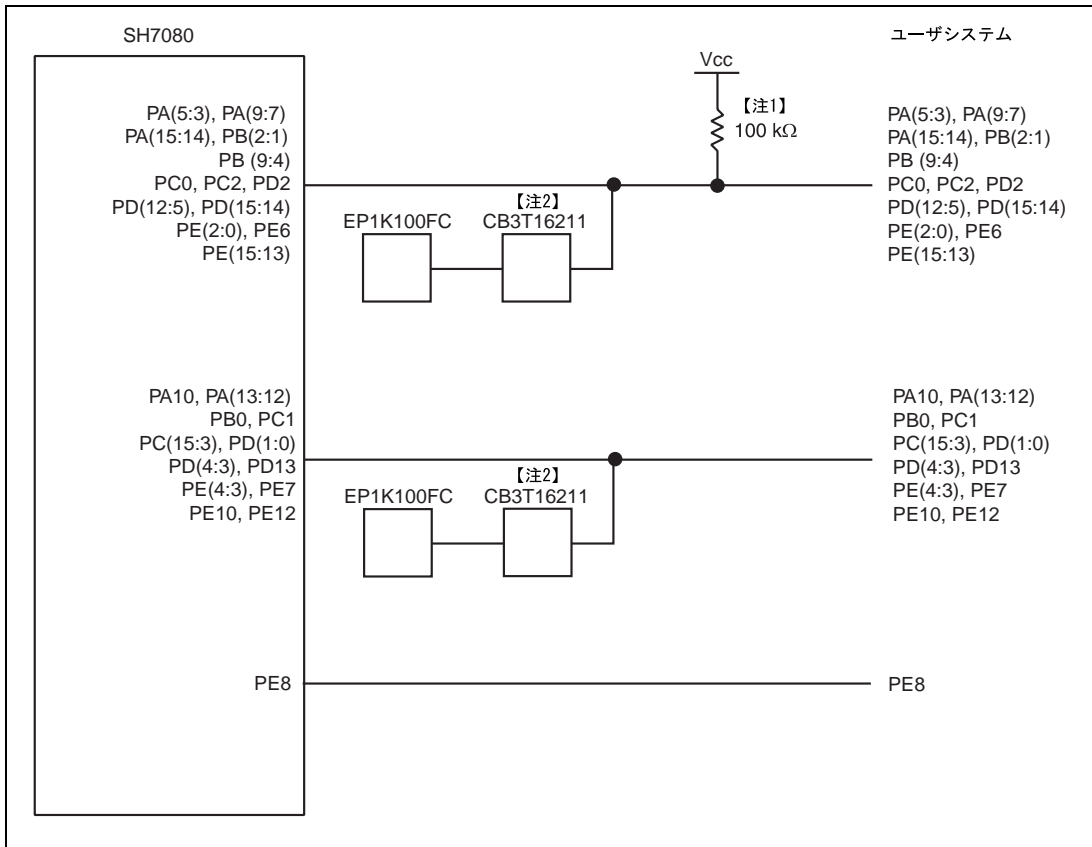 SH7080
ユーザシステム
Vcc
【注1】
100 kΩ
PA(5:3), PA(9:7)
PA(15:14), PB(2:1)
PB (9:4)
PC0, PC2, PD2
PD(12:5), PD(15:14)
PE(2:0), PE6
PE(15:13)
PA(5:3), PA(9:7)
PA(15:14), PB(2:1)
PB (9:4)
PC0, PC2, PD2
PD(12:5), PD(15:14)
PE(2:0), PE6
PE(15:13)
【注2】
EP1K100FC CB3T16211
PA10, PA(13:12)
PB0, PC1
PC(15:3), PD(1:0)
PD(4:3), PD13
PE(4:3), PE7
PE10, PE12
PA10, PA(13:12)
PB0, PC1
PC(15:3), PD(1:0)
PD(4:3), PD13
PE(4:3), PE7
PE10, PE12
【注2】
EP1K100FC CB3T16211
PE8
PE8